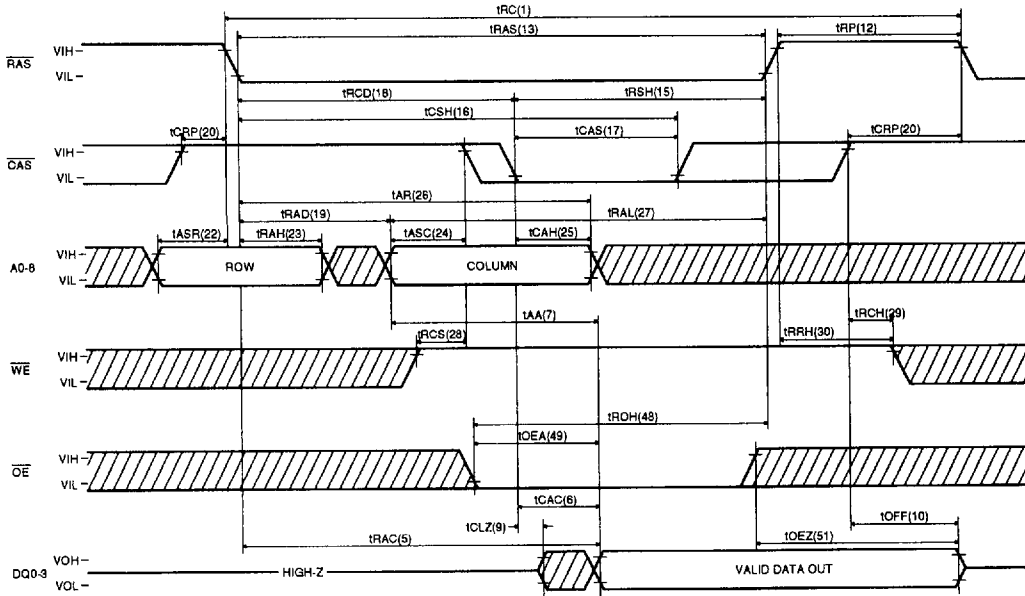 tRC(1)
tRAS(13)
tRP(12)
RAS
VIH
VIL
tRCD(18)
tRSH(15)
tCSH(16)
tCRP(20)
tCAS(17)
tCRP(20)
CAS
VIH
VIL
tAR(26)
tRAD(19)
tRAL(27)
tASR(22)
tRAH(23)
tASC(24)
tCAH(25)
A0-8
VIH
VIL
ROW
COLUMN
tAA(7)
tRCS(28)
tRCH(29)
tRRH(30)
WE
VIH
VIL
tROH(48)
tOEA(49)
OE
VIH
VIL
tCAC(6)
tCLZ(9)
tOFF(10)
tRAC(5)
tOEZ(51)
DQ0-3
VOH
VOL
HIGH-Z
VALID DATA OUT